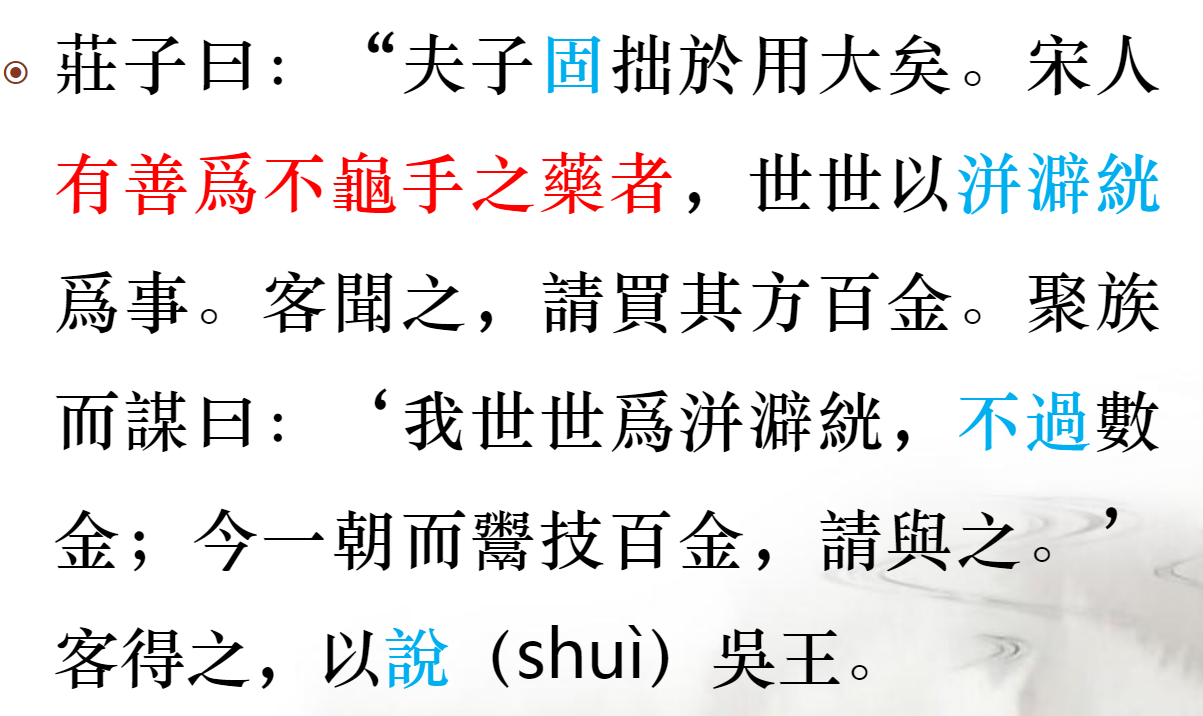 莊子曰：“夫子固拙於用大矣。宋人
有善爲不龜手之藥者，世世以洴澼絖
爲事。客聞之，請買其方百金。聚族
而謀曰：‘我世世爲洴澼絖，不過數
金；今一朝而鬻技百金，請與之。’
客得之，以說（shuì）吳王。